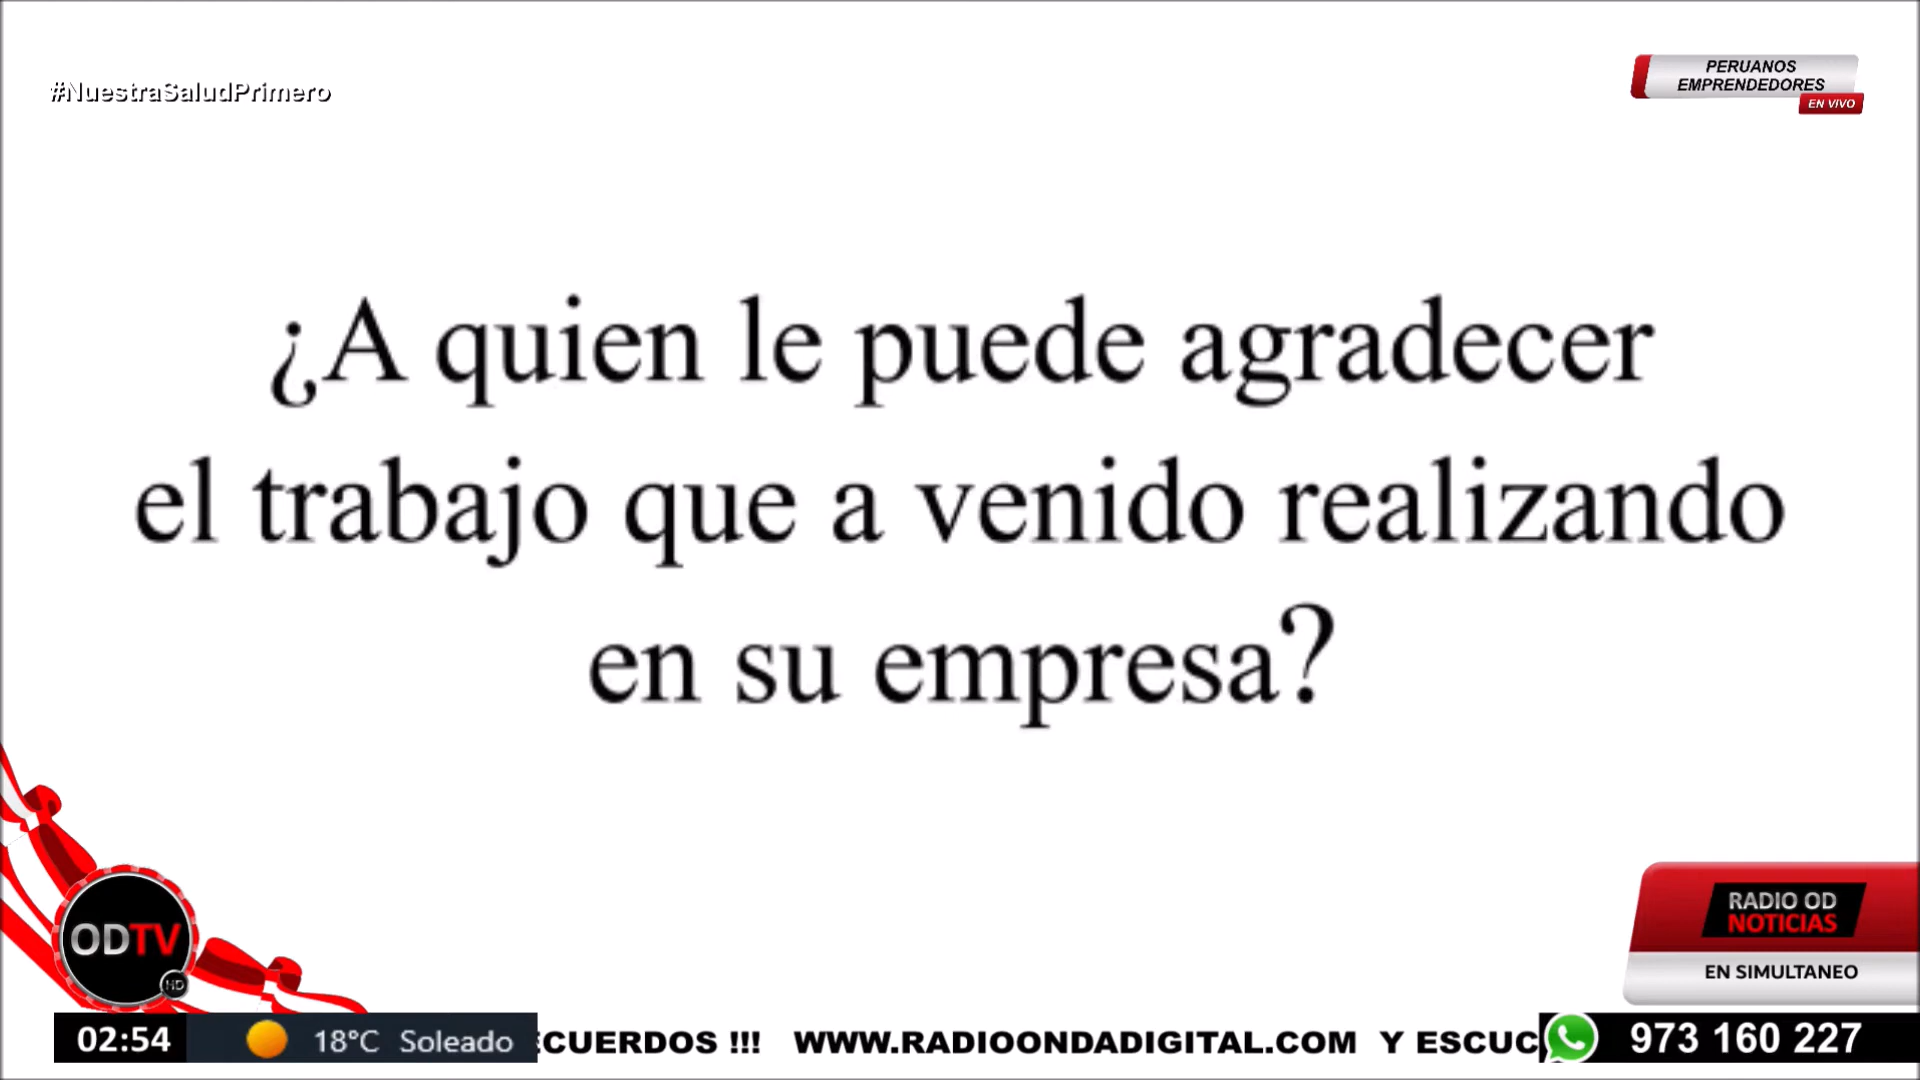 #NuestraSaludPrimero
PERUANOS
EMPRENDEDORES
EN VIVO
¿A quien le puede agradecer
el trabajo que a venido realizando
en su empresa?
ODTV
HD
RADIO OD
NOTICIAS
EN SIMULTANEO
02:54 18°C Soleado CUERDOS !!! WWW.RADIOONDADIGITAL.COM Y ESCUC 973 160 227